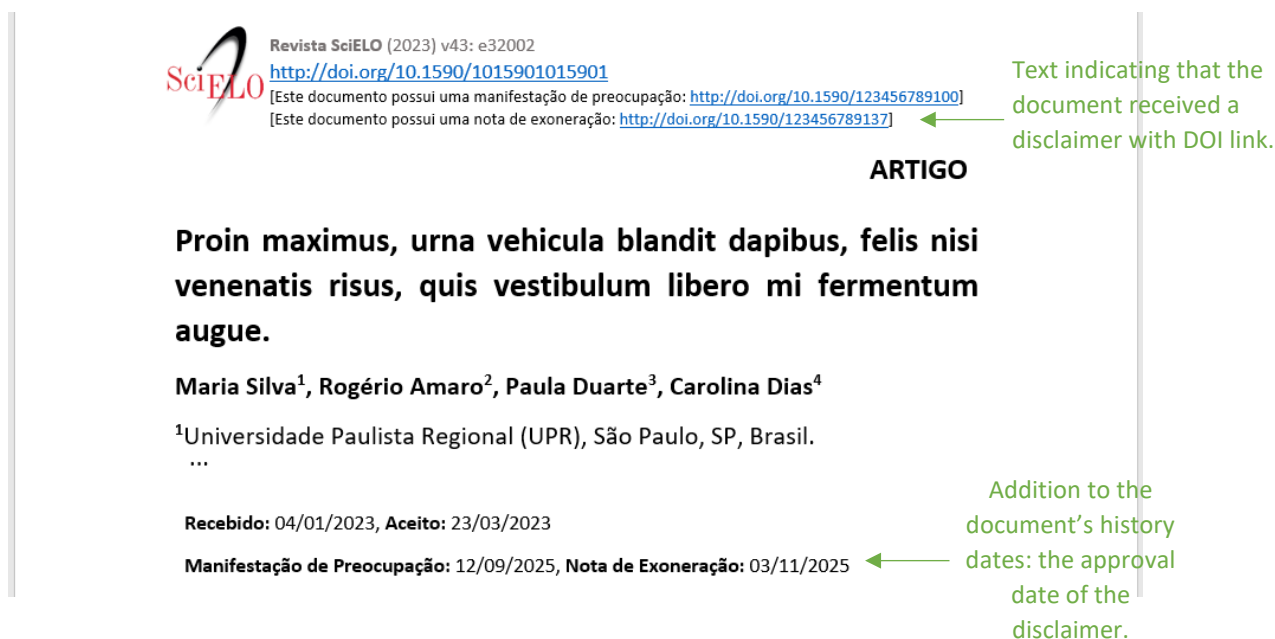 SciELO
Revista SciELO (2023) v43: e32002
http://doi.org/10.1590/1015901015901
[Este documento possui uma manifestação de preocupação: http://doi.org/10.1590/123456789100]
[Este documento possui uma nota de exoneração: http://doi.org/10.1590/123456789137]
Text indicating that the
document received a
disclaimer with DOI link.
ARTIGO
Proin maximus, urna vehicula blandit dapibus, felis nisi
venenatis risus, quis vestibulum libero mi fermentum
augue.
Maria Silva1, Rogério Amaro2, Paula Duarte3, Carolina Dias4
1Universidade Paulista Regional (UPR), São Paulo, SP, Brasil.
...
Recebido: 04/01/2023, Aceito: 23/03/2023
Manifestação de Preocupação: 12/09/2025, Nota de Exoneração: 03/11/2025
Addition to the
document’s history
dates: the approval
date of the
disclaimer.